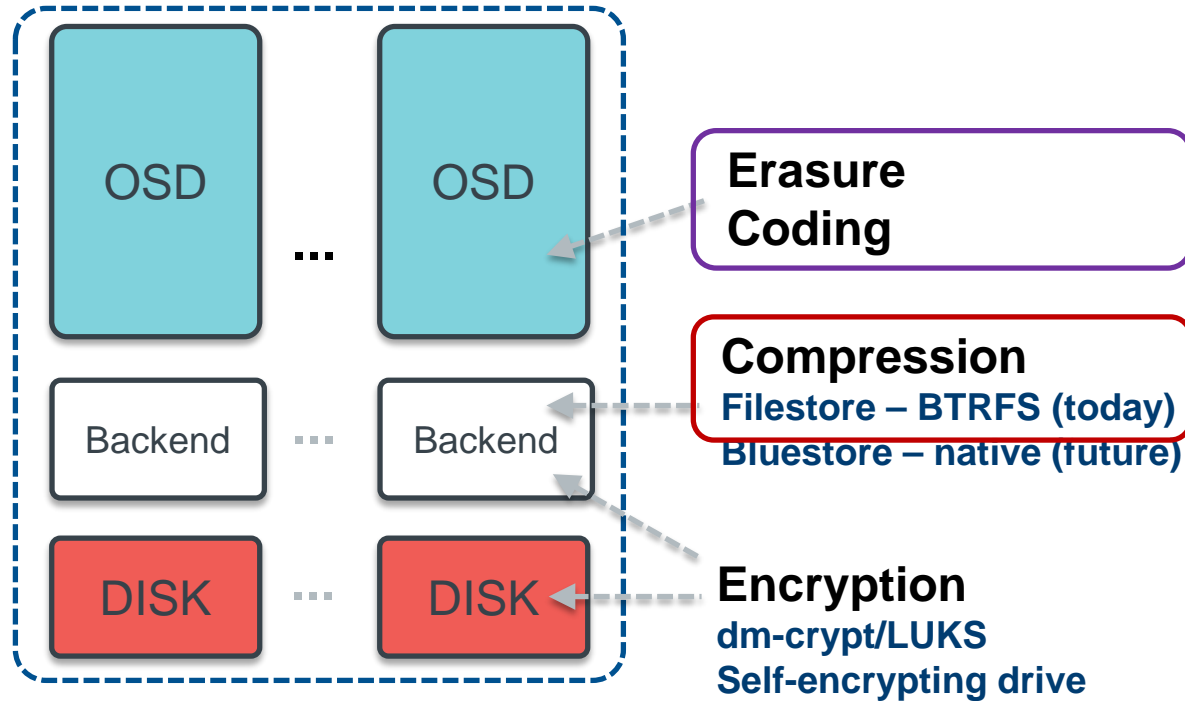 OSD
OSD
...
Erasure
Coding
Compression
Filestore – BTRFS (today)
Bluestore – native (future)
Backend
...
Backend
DISK
...
DISK
Encryption
dm-crypt/LUKS
Self-encrypting drive